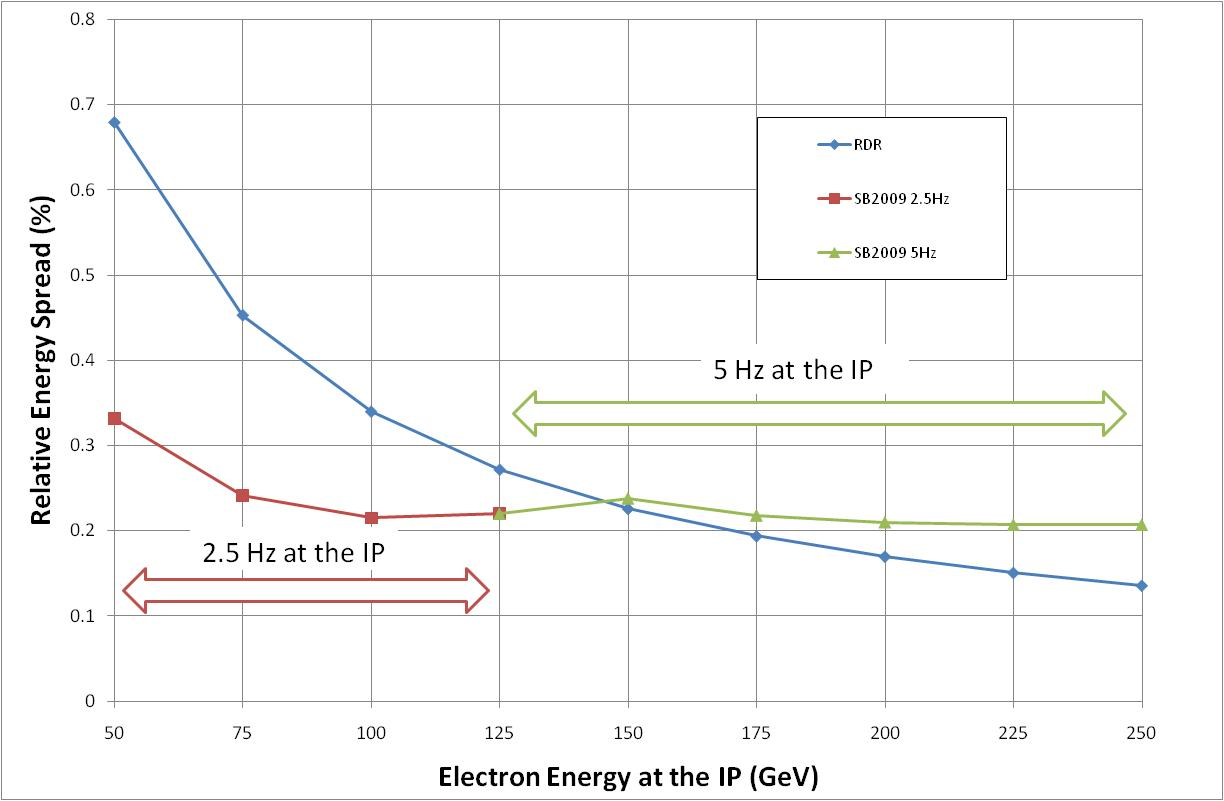 0.8
0.7
0.6
0.5
0.4
0.3
0.2
0.1
0
Relative Energy Spread (%)
RDR
SB2009 2.5Hz
SB2009 5Hz
5 Hz at the IP
2.5 Hz at the IP
50 75 100 125 150 175 200 225 250
Electron Energy at the IP (GeV)